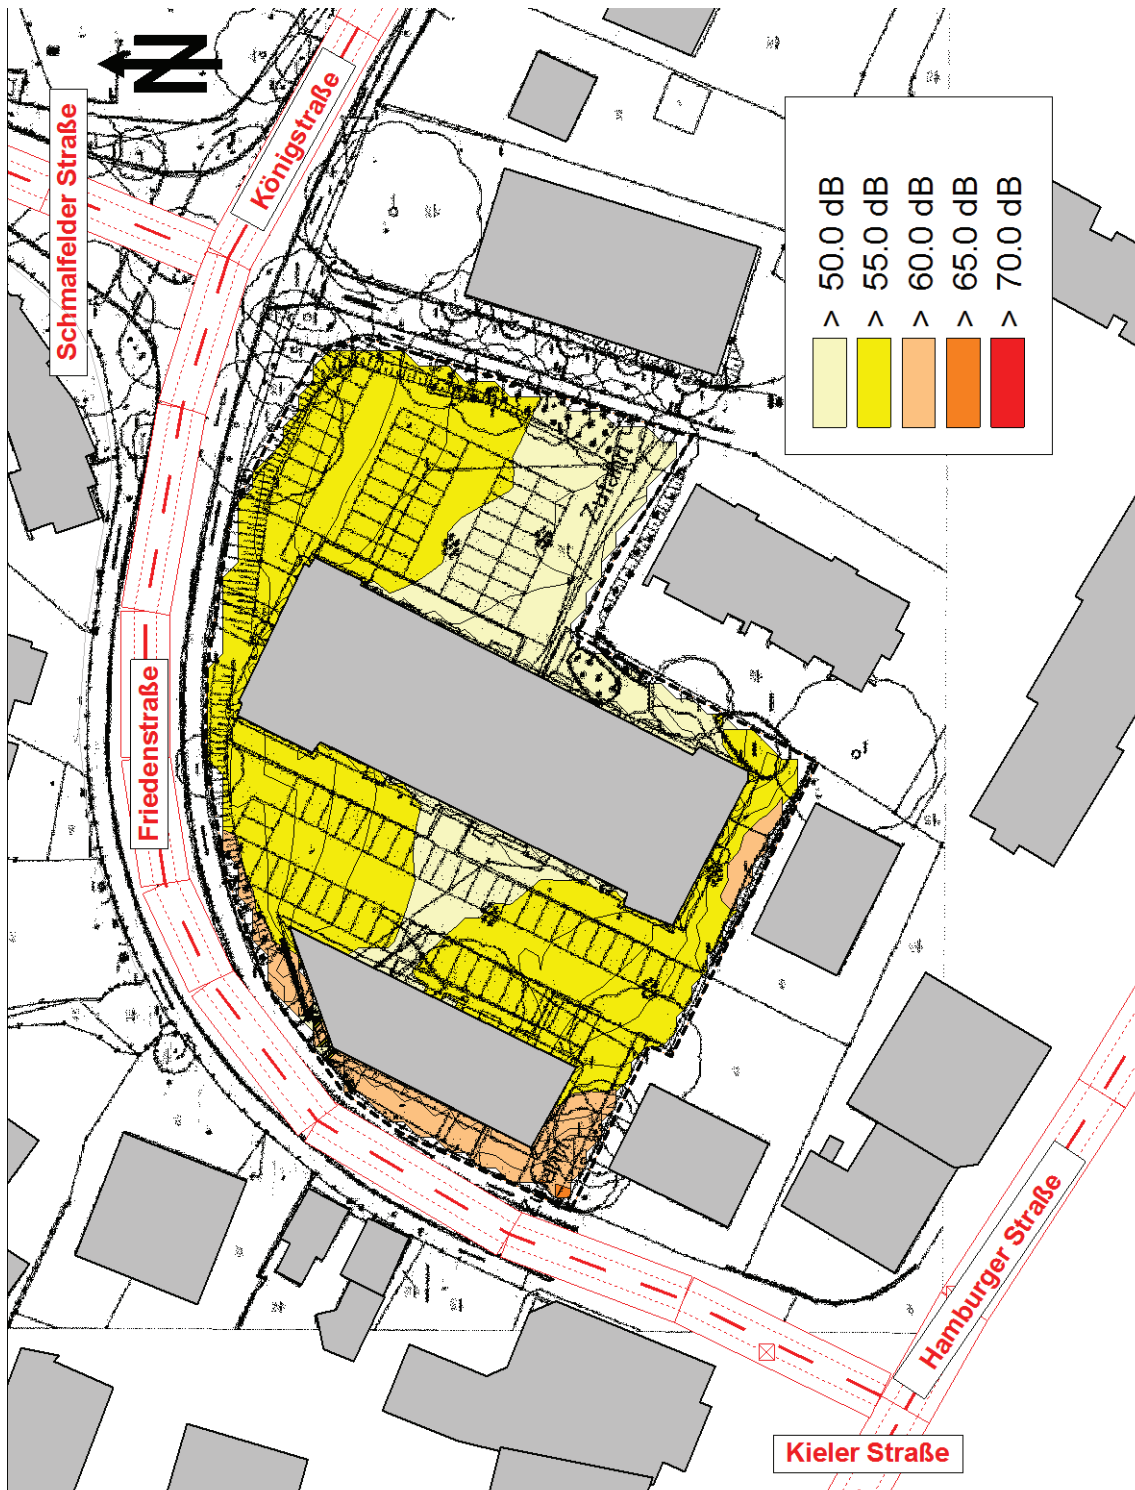 N
Schmalfelder Straße
Königstraße
Friedenstraße
> 50.0 dB
> 55.0 dB
> 60.0 dB
> 65.0 dB
> 70.0 dB
Zufahrt
Hamburger Straße
Kieler Straße